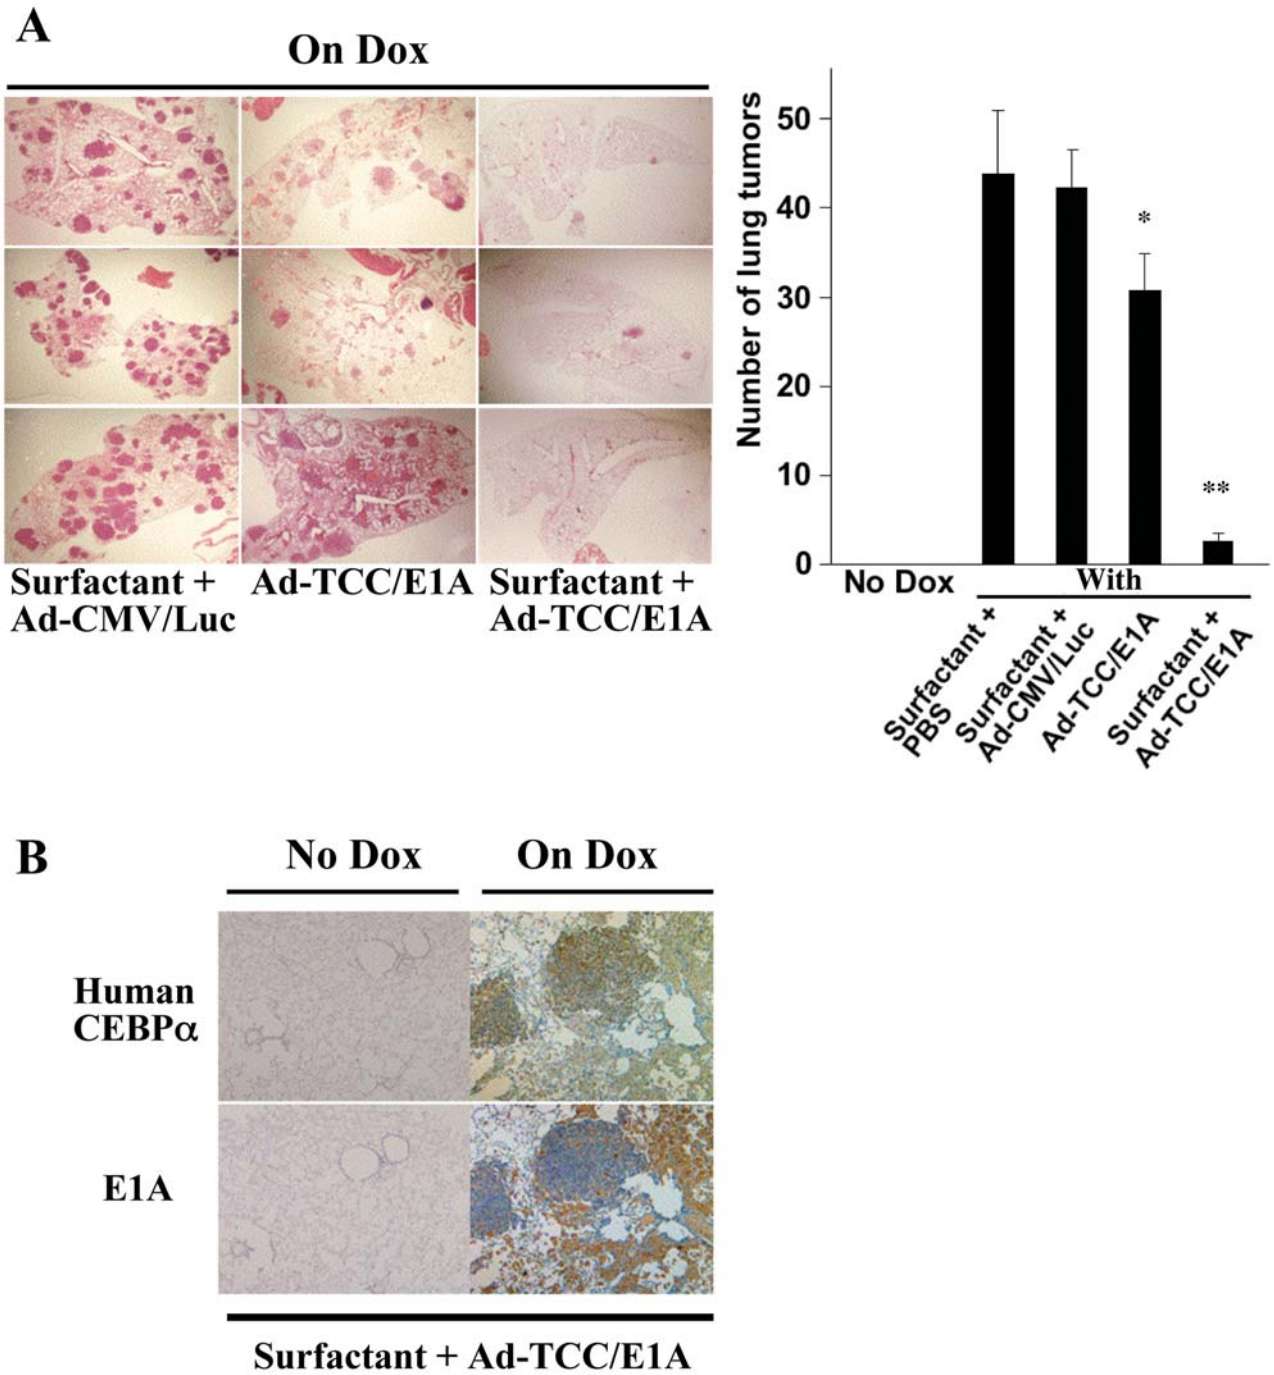 A
On Dox
Surfactant +
Ad-CMV/Luc
Ad-TCC/E1A
Surfactant +
Ad-TCC/E1A
Number of lung tumors
50
40
30
20
10
0
*
**
No Dox
With
Surfactant +
PBS
Surfactant +
Ad-CMV/Luc
Ad-TCC/E1A
Surfactant +
Ad-TCC/E1A
B
No Dox
On Dox
Human
CEBPα
E1A
Surfactant + Ad-TCC/E1A